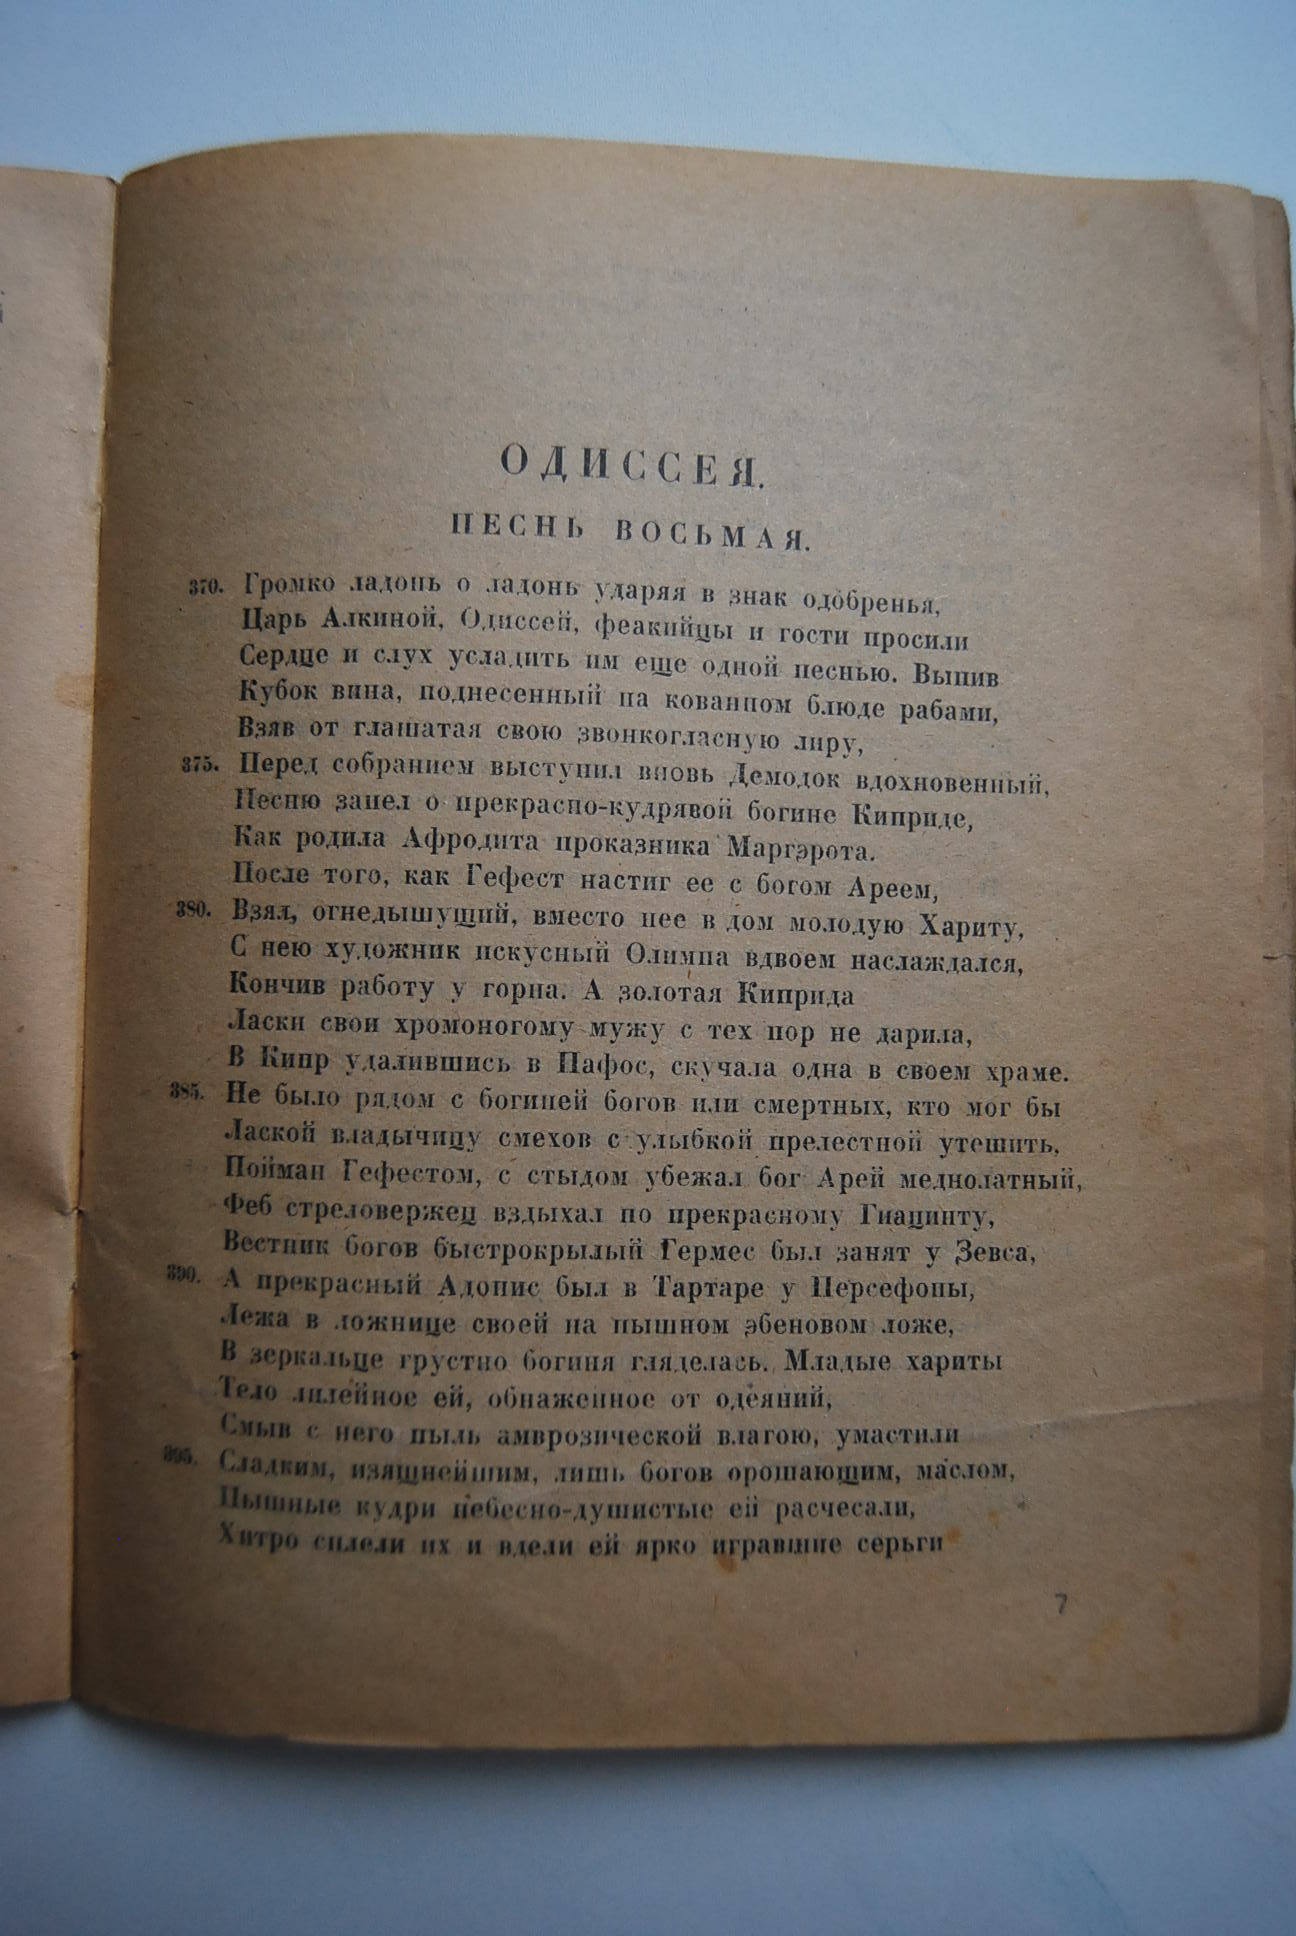 ОДИССЕЯ.
ПЕСНЬ ВОСЬМАЯ.
370. Громко ладонь о ладонь ударяя в знак одобренья,
Царь Алкиной, Одиссей, феакийцы и гости просили
Сердце и слух усладить им еще одной песнью. Выпив
Кубок вина, поднесенный на кованном блюде рабами,
Взяв от глашатая свою звонкогласную лиру,
375. Перед собранием выступил вновь Демодок вдохновенный,
Песню запел о прекрасно-кудрявой богине Киприде,
Как родила Афродита проказника Маргэрота.
После того, как Гефест настиг ее с богом Ареем,
380. Взял, огнедышущий, вместо нее в дом молодую Хариту,
С нею художник искусный Олимпа вдвоем наслаждался,
Кончив работу у горна. А золотая Киприда
Ласки свои хромоногому мужу с тех пор не дарила,
В Кипр удалившись в Пафос, скучала одна в своем храме.
385. Не было рядом с богиней богов или смертных, кто мог бы
Лаской владычицу смехов с улыбкой прелестной утешить,
Пойман Гефестом, с стыдом убежал бог Арей меднолатный,
Феб стреловержец вздыхал по прекрасному Гиацинту,
Вестник богов быстрокрылый Гермес был занят у Зевса,
390. А прекрасный Адонис был в Тартаре у Персефоны,
Лежа в ложнице своей на пышном эбеновом ложе,
В зеркальце грустно богиня гляделась. Младые хариты
Тело лилейное ей, обнаженное от одеяний,
Смыв с него пыль амврозической влагою, умастили
395. Сладким, изящнейшим, лишь богов орошающим, маслом,
Пышные кудри небесно-душистые ей расчесали,
Хитро сплели их и вдели ей ярко игравшие серьги
7